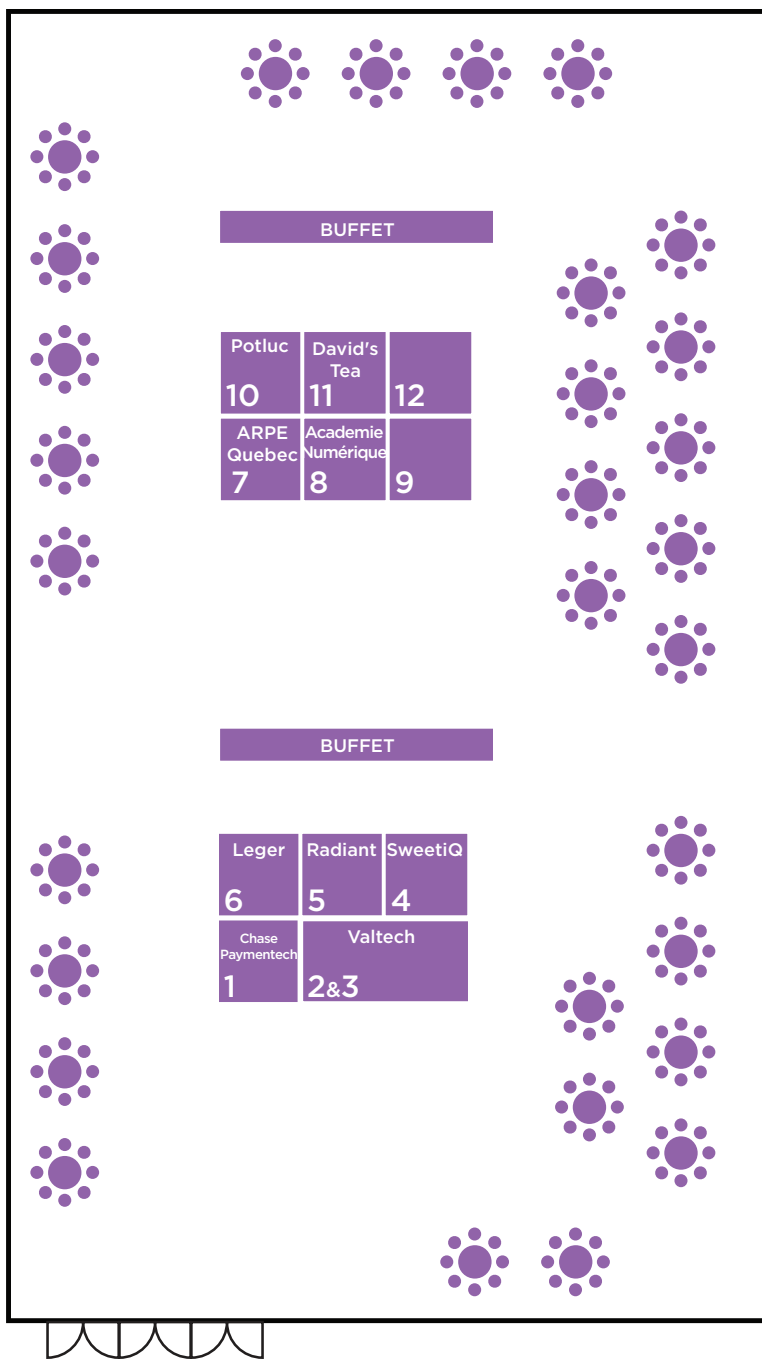 BUFFET
Potluc
10
David's
Tea
11
12
ARPE
Quebec
7
Academie
Numérique
8
9
BUFFET
Leger
6
Radiant
5
SweetiQ
4
Chase
Paymentech
1
Valtech
2&3